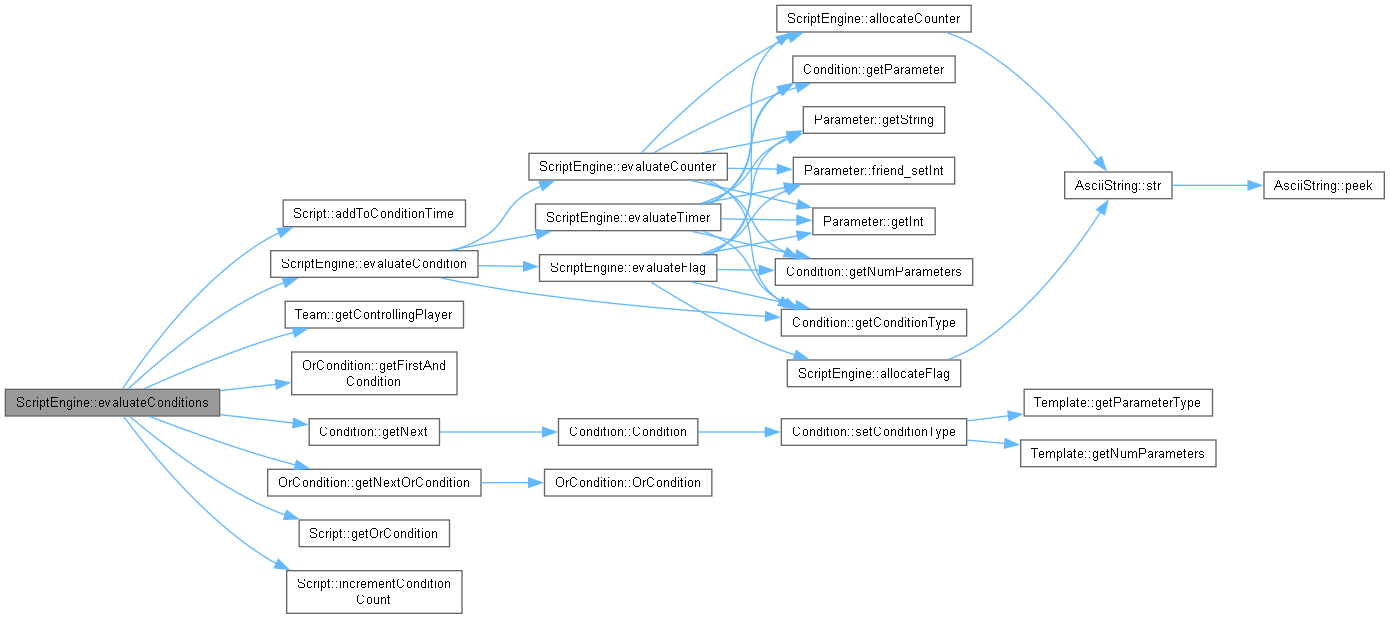 ScriptEngine::allocateCounter
Condition::getParameter
Parameter::getString
ScriptEngine::evaluateCounter
Parameter::friend_setInt
AsciiString::str
AsciiString::peek
Script::addToConditionTime
ScriptEngine::evaluateTimer
Parameter::getInt
ScriptEngine::evaluateCondition
ScriptEngine::evaluateFlag
Condition::getNumParameters
Team::getControllingPlayer
Condition::getConditionType
OrCondition::getFirstAnd
Condition
ScriptEngine::allocateFlag
ScriptEngine::evaluateConditions
Template::getParameterType
Condition::getNext
Condition::Condition
Condition::setConditionType
Template::getNumParameters
OrCondition::getNextOrCondition
OrCondition::OrCondition
Script::getOrCondition
Script::incrementCondition
Count